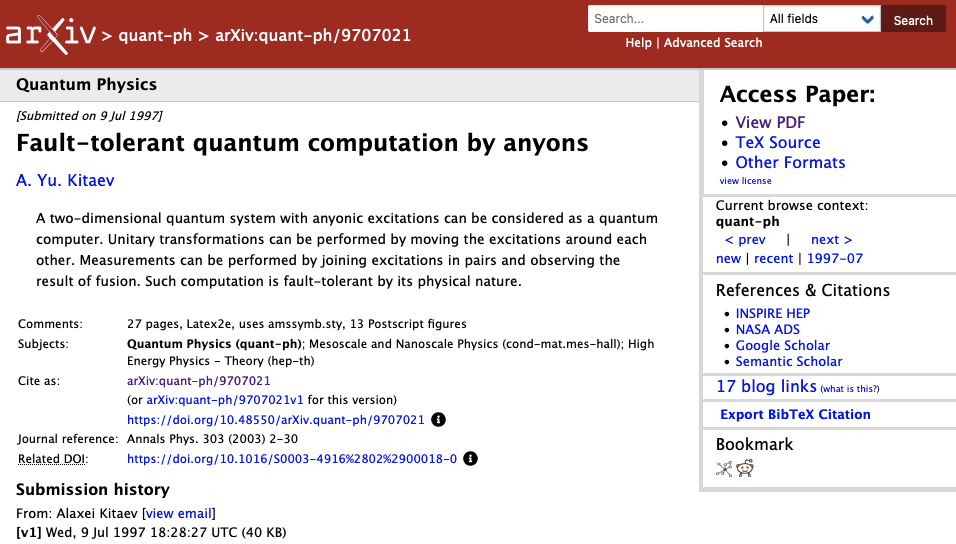 arXiv > quant-ph > arXiv:quant-ph/9707021
Search...
All fields
Search
Help | Advanced Search
Quantum Physics
[Submitted on 9 Jul 1997]
Fault-tolerant quantum computation by anyons
A. Yu. Kitaev
A two-dimensional quantum system with anyonic excitations can be considered as a quantum
computer. Unitary transformations can be performed by moving the excitations around each
other. Measurements can be performed by joining excitations in pairs and observing the
result of fusion. Such computation is fault-tolerant by its physical nature.
Comments: 27 pages, Latex2e, uses amssymb.sty, 13 Postscript figures
Subjects: Quantum Physics (quant-ph); Mesoscale and Nanoscale Physics (cond-mat.mes-hall); High
Energy Physics - Theory (hep-th)
Cite as: arXiv:quant-ph/9707021
(or arXiv:quant-ph/9707021v1 for this version)
https://doi.org/10.48550/arXiv.quant-ph/9707021
Journal reference: Annals Phys. 303 (2003) 2-30
Related DOI: https://doi.org/10.1016/S0003-4916%2802%2900018-0
Submission history
From: Alaxei Kitaev [view email]
[v1] Wed, 9 Jul 1997 18:28:27 UTC (40 KB)
Access Paper:
View PDF
TeX Source
Other Formats
view license
Current browse context:
quant-ph
< prev | next >
new | recent | 1997-07
References & Citations
INSPIRE HEP
NASA ADS
Google Scholar
Semantic Scholar
17 blog links (what is this?)
Export BibTeX Citation
Bookmark